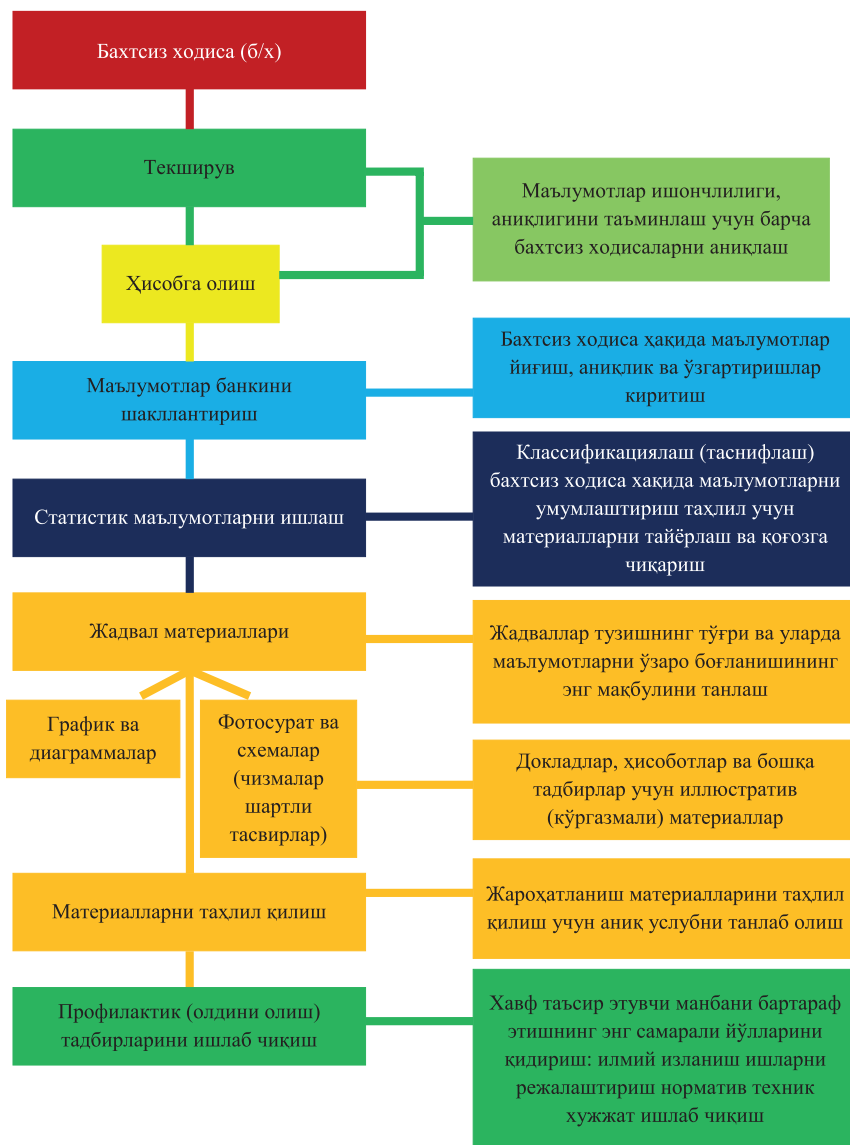 Бахтсиз ходиса (б/х)
Текширув
Маълумотлар ишончлилиги,
аниқлигини таъминлаш учун барча
бахтсиз ходисаларни аниқлаш
Ҳисобга олиш
Маълумотлар банкини
шакллантириш
Бахтсиз ходиса ҳақида маълумотлар
йиғиш, аниқлик ва ўзгартиришлар
киритиш
Статистик маълумотларни ишлаш
Классификациялаш (таснифлаш)
бахтсиз ходиса хақида маълумотларни
умумлаштириш таҳлил учун
материалларни тайёрлаш ва қоғозга
чиқариш
Жадвал материаллари
Жадваллар тузишнинг тўғри ва уларда
маълумотларни ўзаро боғланишининг
энг мақбулини танлаш
График ва
диаграммалар
Фотосурат ва
схемалар
(чизмалар
шартли
тасвирлар)
Докладлар, ҳисоботлар ва бошқа
тадбирлар учун иллюстратив
(кўргазмали) материаллар
Материалларни таҳлил қилиш
Жароҳатланиш материалларини таҳлил
қилиш учун аниқ услубни танлаб олиш
Профилактик (олдини олиш)
тадбирларини ишлаб чиқиш
Хавф таъсир этувчи манбани бартараф
этишнинг энг самарали йўлларини
қидириш: илмий изланиш ишларни
режалаштириш норматив техник
хужжат ишлаб чиқиш